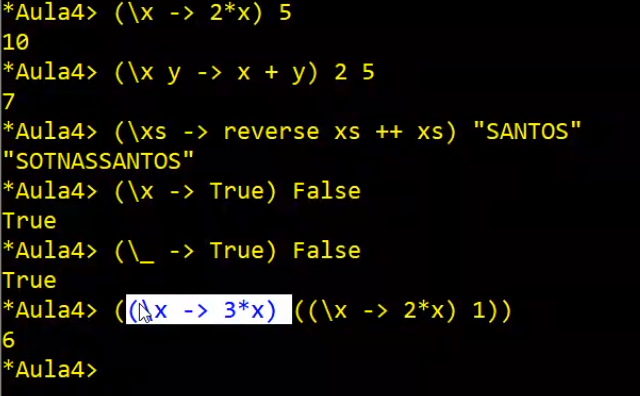 *Aula4> (\x -> 2*x) 5
10
*Aula4> (\x y -> x + y) 2 5
7
*Aula4> (\xs -> reverse xs ++ xs) "SANTOS"
"SOTNASSANTOS"
*Aula4> (\x -> True) False
True
*Aula4> (\_ -> True) False
True
*Aula4> ((\x -> 3*x) ((\x -> 2*x) 1))
6
*Aula4>